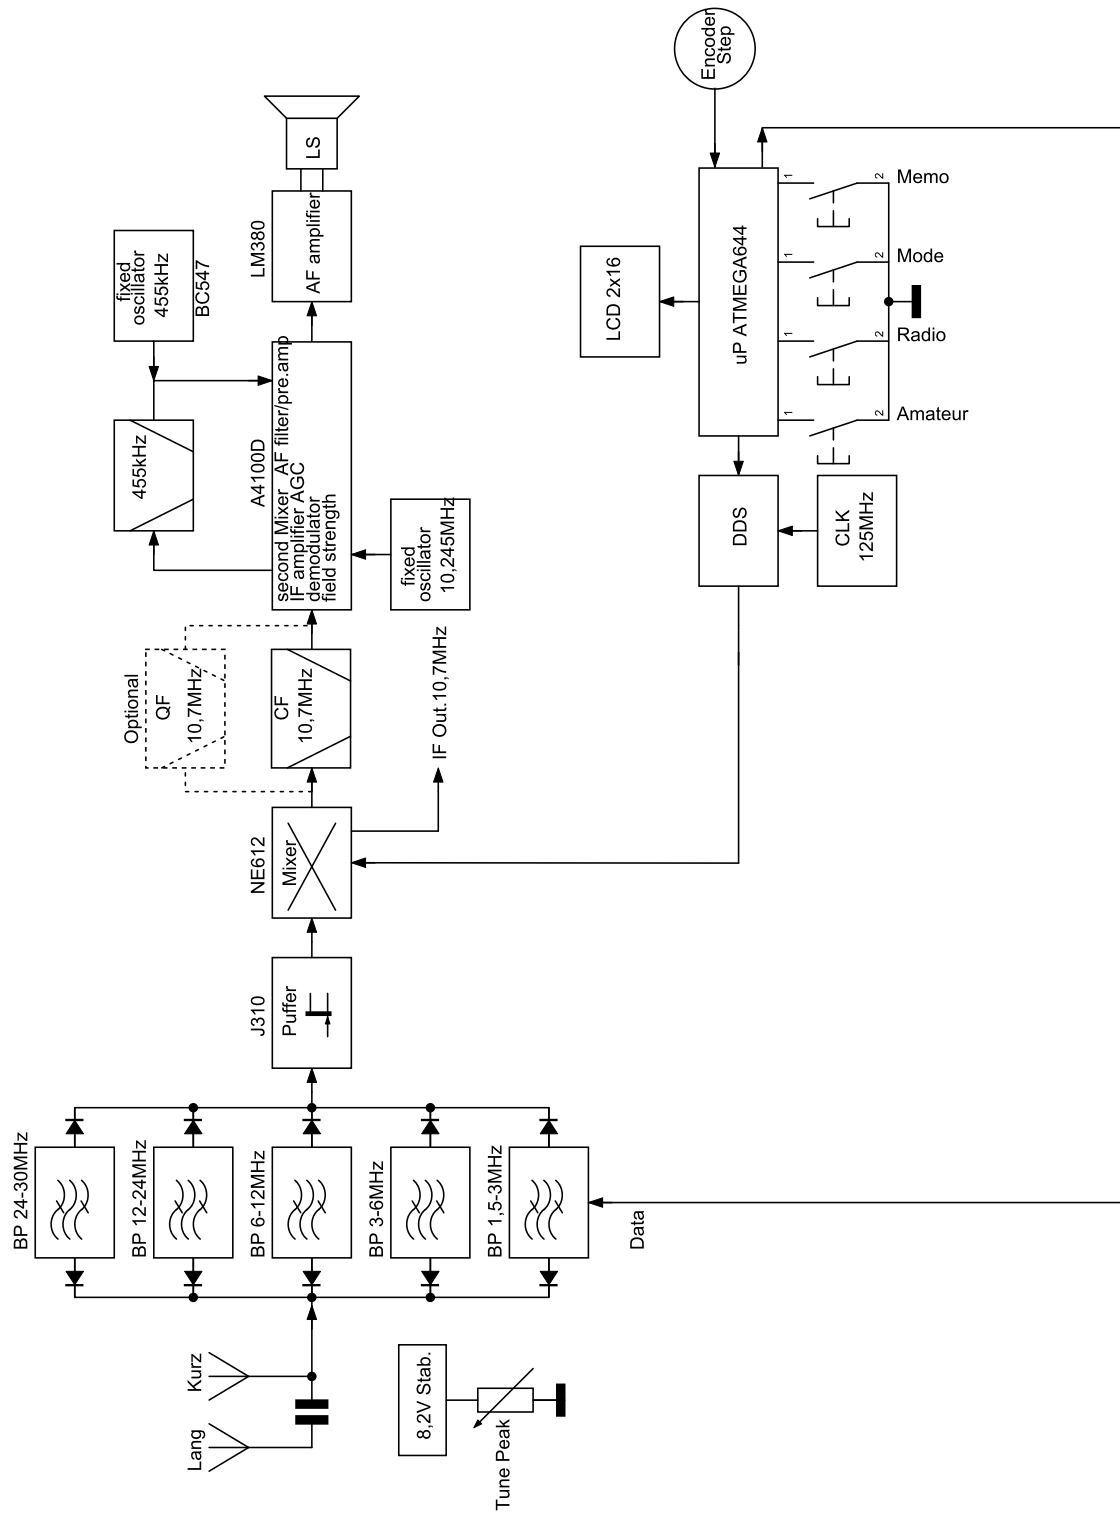 Encoder
Step
LS
AF amplifier
LM380
fixed
oscillator
455kHz
BC547
455kHz
A4100D
second Mixer AF filter/pre.amp
IF amplifier AGC
demodulator
field strength
fixed
oscillator
10,245MHz
Optional
QF
10,7MHz
CF
10,7MHz
IF Out.10,7MHz
NE612
Mixer
J310
Puffer
BP 24-30MHz
BP 12-24MHz
BP 6-12MHz
BP 3-6MHz
BP 1,5-3MHz
Data
Kurz
Lang
8,2V Stab.
Tune Peak
LCD 2x16
uP ATMEGA644
1
2
Memo
1
2
Mode
1
2
Radio
1
2
Amateur
DDS
CLK
125MHz